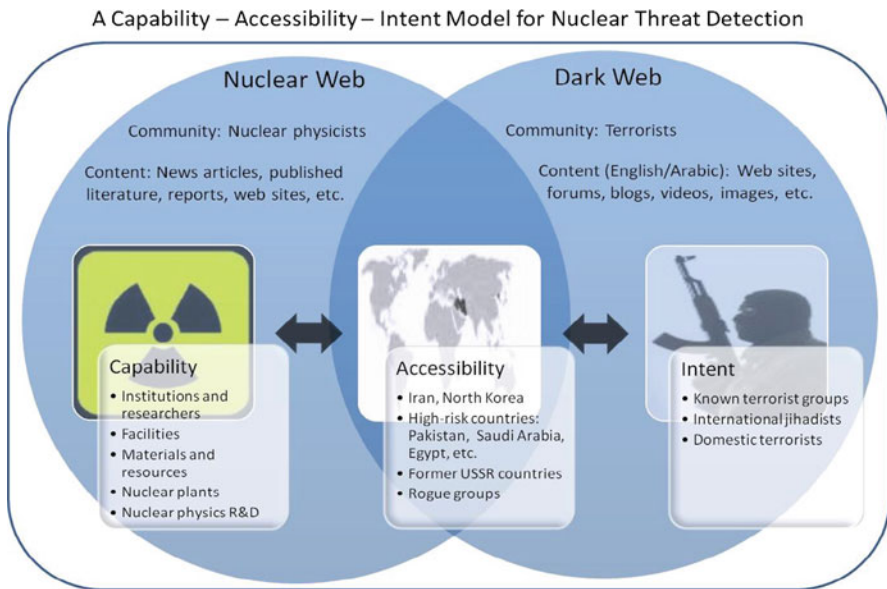 A Capability – Accessibility – Intent Model for Nuclear Threat Detection
Nuclear Web
Community: Nuclear physicists
Content: News articles, published
literature, reports, web sites, etc.
Dark Web
Community: Terrorists
Content (English/Arabic): Web sites,
forums, blogs, videos, images, etc.
Capability
• Institutions and
researchers
• Facilities
• Materials and
resources
• Nuclear plants
• Nuclear physics R&D
Accessibility
• Iran, North Korea
• High-risk countries:
Pakistan, Saudi Arabia,
Egypt, etc.
• Former USSR countries
• Rogue groups
Intent
• Known terrorist groups
• International jihadists
• Domestic terrorists